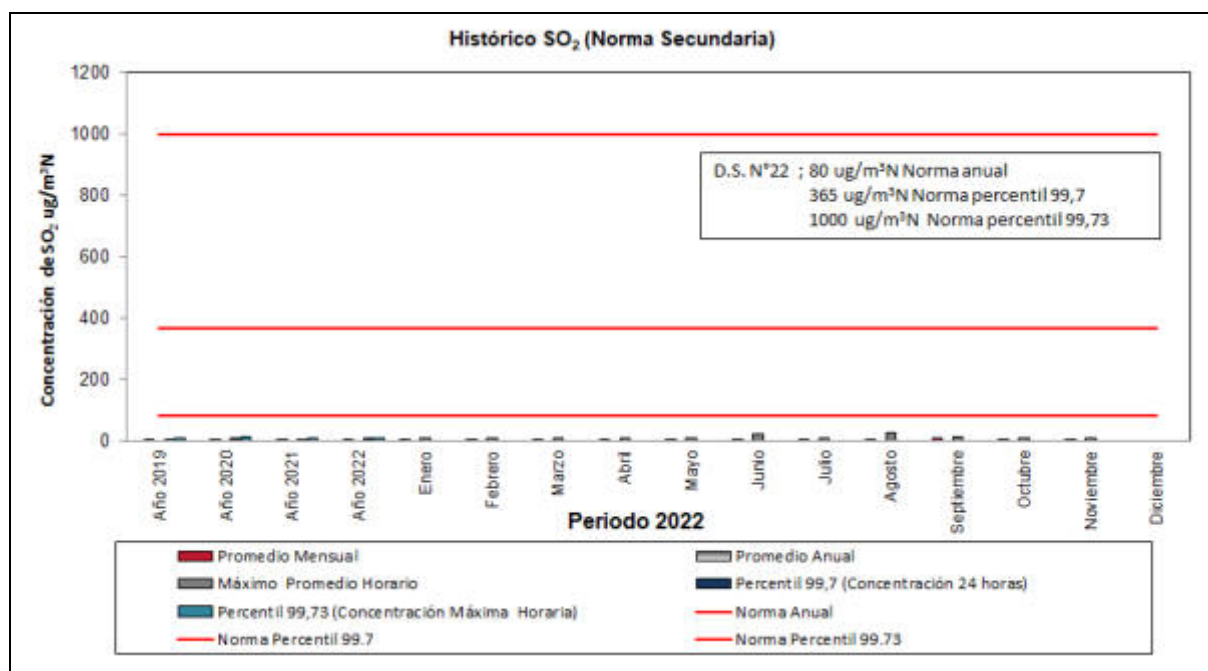 Histórico SO2 (Norma Secundaria)
Concentración de SO2 ug/m³N
1200
1000
800
600
400
200
0
D.S. N°22 ; 80 ug/m³N Norma anual
365 ug/m³N Norma percentil 99,7
1000 ug/m³N Norma percentil 99,73
Año 2019
Año 2020
Año 2021
Año 2022
Enero
Febrero
Marzo
Abril
Mayo
Junio
Julio
Agosto
Septiembre
Octubre
Noviembre
Diciembre
Periodo 2022
Promedio Mensual
Promedio Anual
Máximo Promedio Horario
Percentil 99,7 (Concentración 24 horas)
Percentil 99,73 (Concentración Máxima Horaria)
Norma Anual
Norma Percentil 99.7
Norma Percentil 99.73